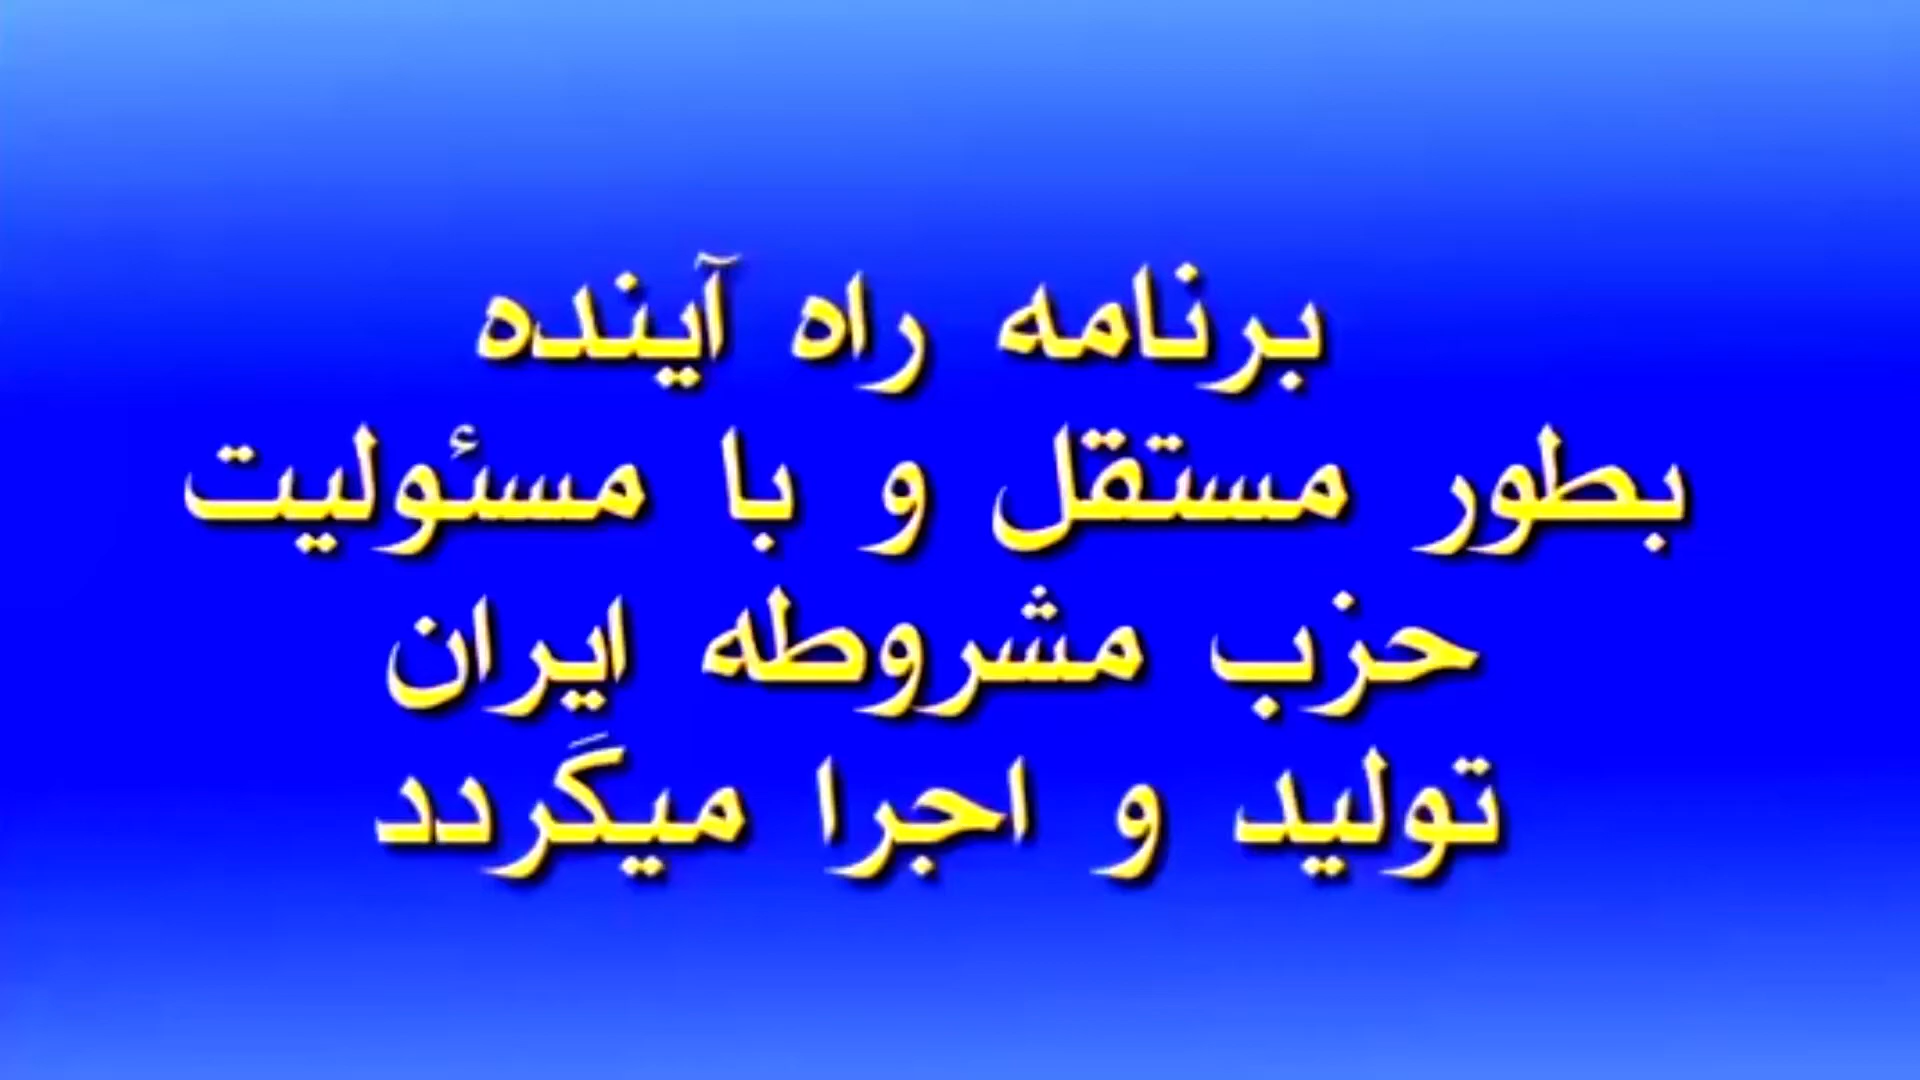 برنامه راه آینده
بطور مستقل و با مسئولیت
حزب مشروطه ایران
تولید و اجرا میگردد